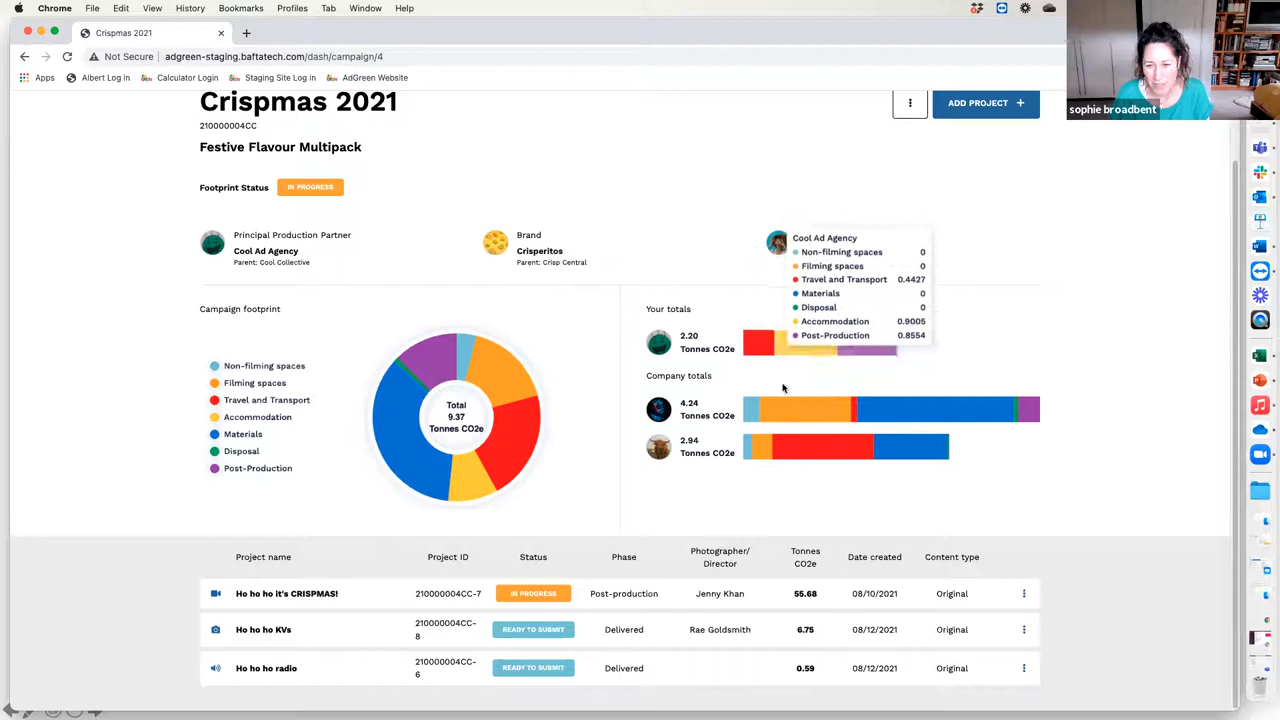 Chrome File Edit View History Bookmarks Profiles Tab Window Help
Crispmas 2021
Not Secure adgreen-staging.baftatech.com/dash/campaign/4
Apps Albert Log in Calculator Login Staging Site Log in AdGreen Website
sophie broadbent
Crispmas 2021
ADD PROJECT +
210000004CC
Festive Flavour Multipack
Footprint Status IN PROGRESS
Principal Production Partner
Cool Ad Agency
Parent: Cool Collective
Brand
Crisperitos
Parent: Crisp Central
Cool Ad Agency
Non-filming spaces 0
Filming spaces 0
Travel and Transport 0.4427
Materials 0
Disposal 0
Accommodation 0.9005
Post-Production 0.8554
Campaign footprint
Non-filming spaces
Filming spaces
Travel and Transport
Accommodation
Materials
Disposal
Post-Production
Total
9.37
Tonnes CO2e
Your totals
2.20
Tonnes CO2e
Company totals
4.24
Tonnes CO2e
2.94
Tonnes CO2e
Project name Project ID Status Phase Photographer/ Director Tonnes CO2e Date created Content type
Ho ho ho it's CRISPMAS! 210000004CC-7 IN PROGRESS Post-production Jenny Khan 55.68 08/10/2021 Original
Ho ho ho KVs 210000004CC-8 READY TO SUBMIT Delivered Rae Goldsmith 6.75 08/12/2021 Original
Ho ho ho radio 210000004CC-6 READY TO SUBMIT Delivered 0.59 08/12/2021 Original